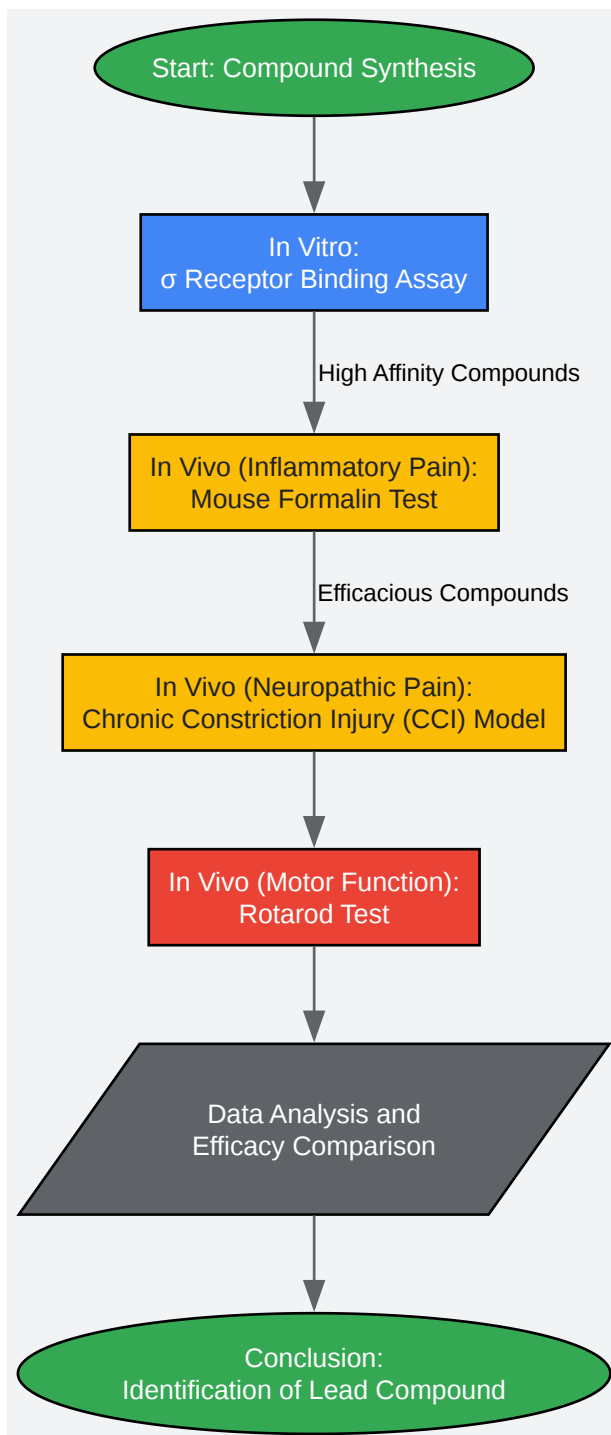 Start: Compound Synthesis
In Vitro:
σ Receptor Binding Assay
High Affinity Compounds
In Vivo (Inflammatory Pain):
Mouse Formalin Test
Efficacious Compounds
In Vivo (Neuropathic Pain):
Chronic Constriction Injury (CCI) Model
In Vivo (Motor Function):
Rotarod Test
Data Analysis and
Efficacy Comparison
Conclusion:
Identification of Lead Compound